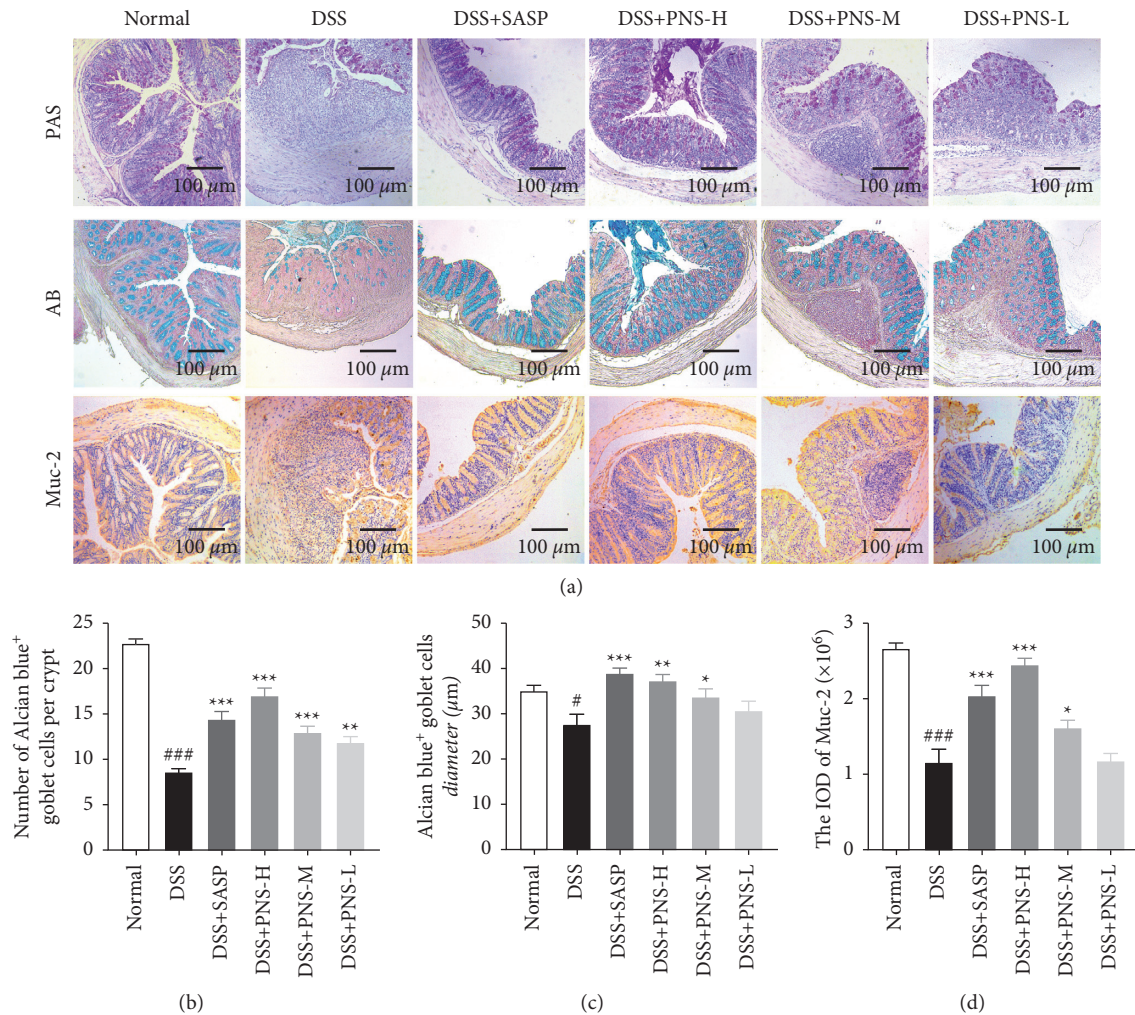 Normal DSS DSS+SASP DSS+PNS-H DSS+PNS-M DSS+PNS-L
PAS
100 μm 100 μm 100 μm 100 μm 100 μm 100 μm
AB
100 μm 100 μm 100 μm 100 μm 100 μm 100 μm
Muc-2
100 μm 100 μm 100 μm 100 μm 100 μm 100 μm
(a)
Number of Alcian blue⁺
goblet cells per crypt
25
20
15
10
5
0
###
***
***
***
**
Normal
DSS
DSS+SASP
DSS+PNS-H
DSS+PNS-M
DSS+PNS-L
(b)
Alcian blue⁺ goblet cells
diameter (μm)
50
40
30
20
10
0
#
***
**
*
Normal
DSS
DSS+SASP
DSS+PNS-H
DSS+PNS-M
DSS+PNS-L
(c)
The IOD of Muc-2 (×10⁶)
3
2
1
0
###
***
***
*
Normal
DSS
DSS+SASP
DSS+PNS-H
DSS+PNS-M
DSS+PNS-L
(d)